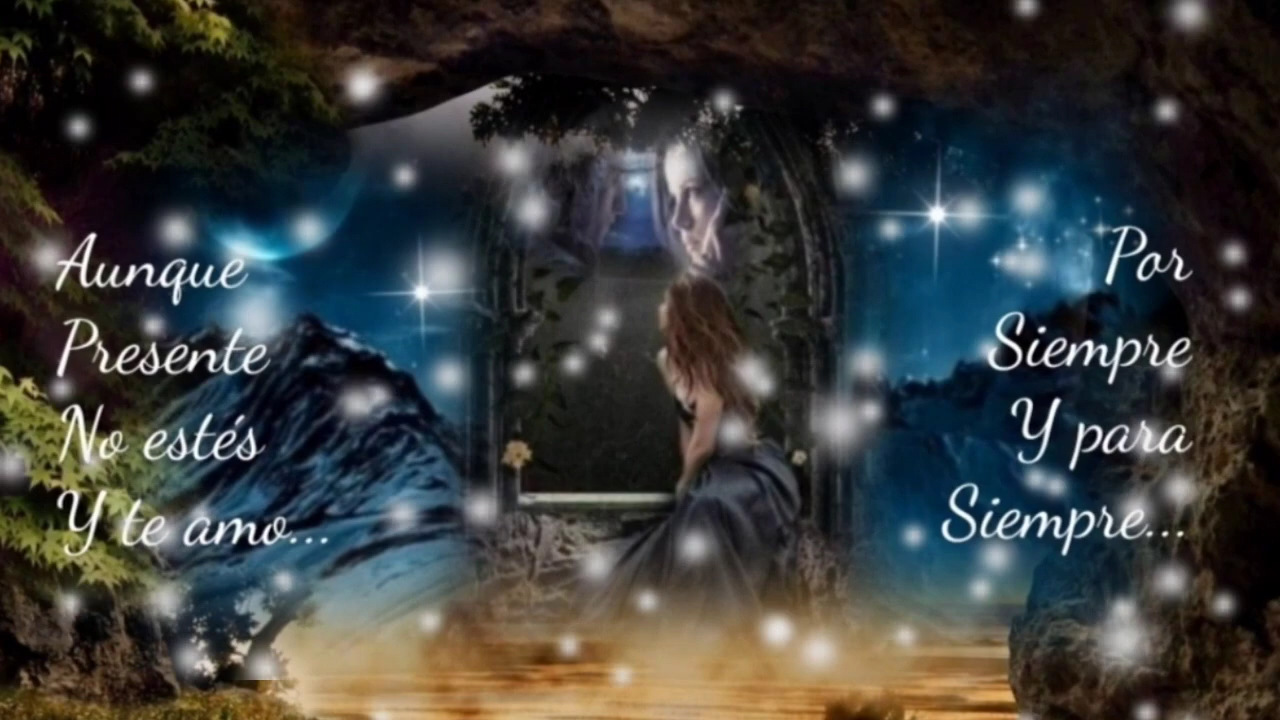 Aunque
Presente
No estés
Y te amo...
Por
Siempre
Y para
Siempre...